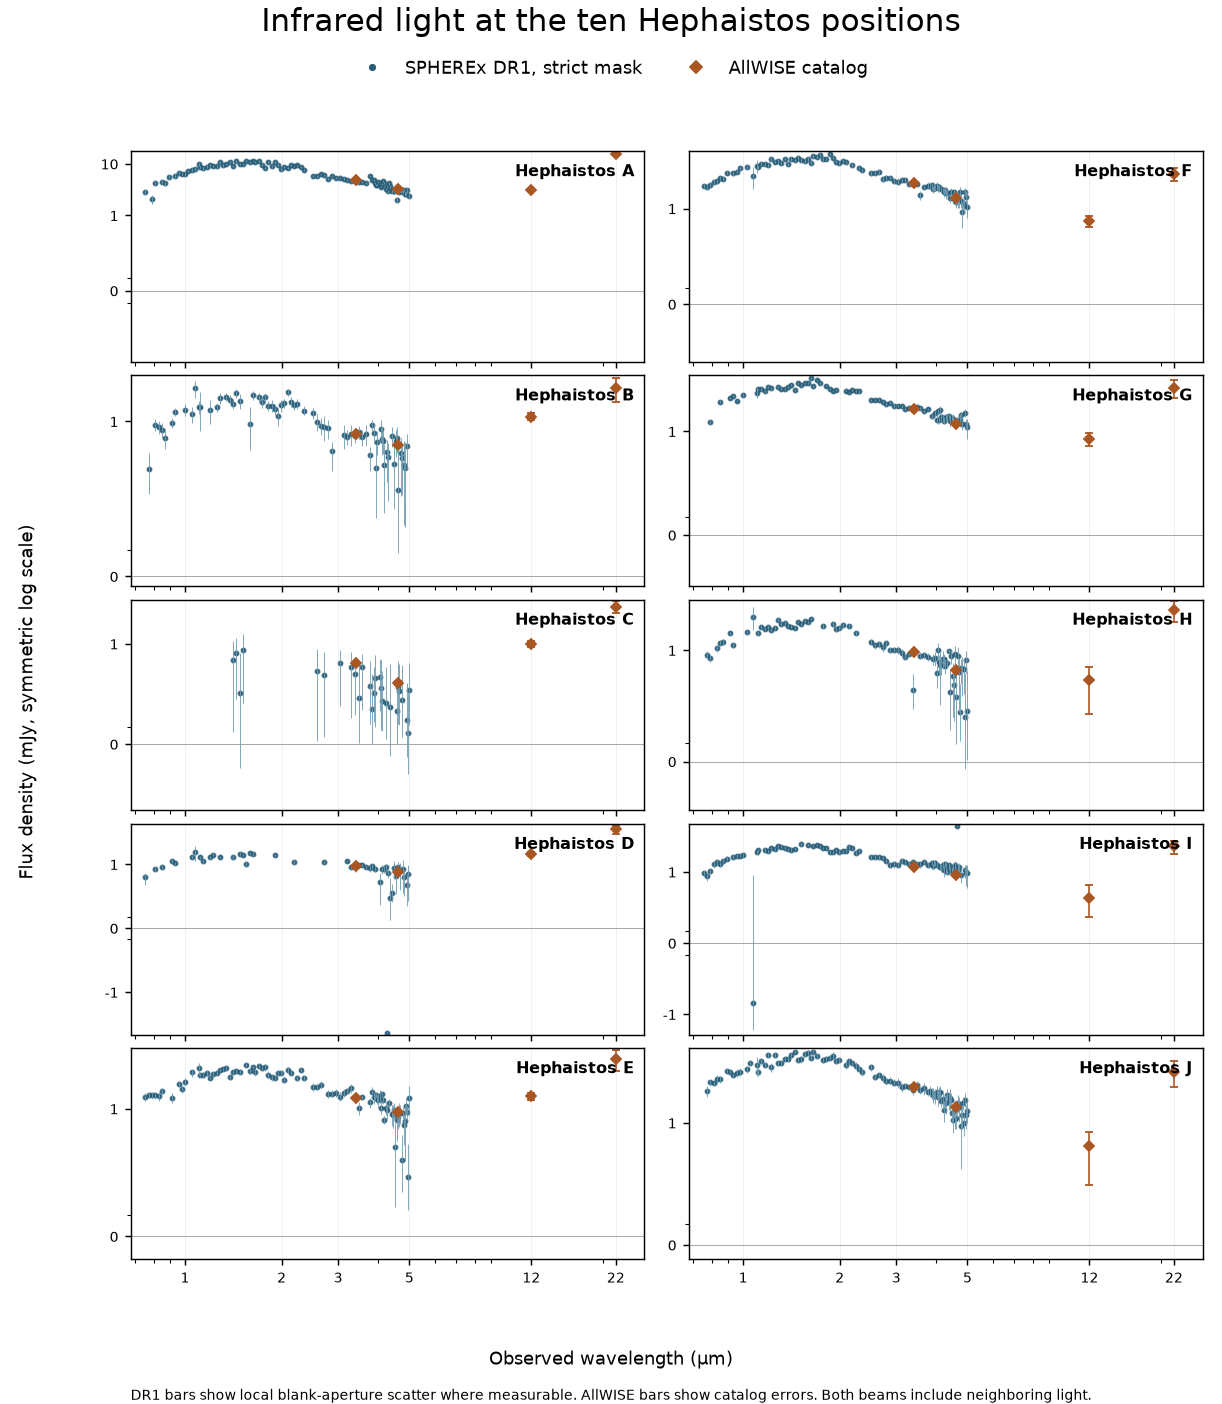 Infrared light at the ten Hephaistos positions
SPHEREx DR1, strict mask
AllWISE catalog
Flux density (mJy, symmetric log scale)
Hephaistos A
10
1
0
Hephaistos F
1
0
Hephaistos B
1
0
Hephaistos G
1
0
Hephaistos C
1
0
Hephaistos H
1
0
Hephaistos D
1
0
-1
Hephaistos I
1
0
-1
Hephaistos E
1
0
1 2 3 5 12 22
Hephaistos J
1
0
1 2 3 5 12 22
Observed wavelength (μm)
DR1 bars show local blank-aperture scatter where measurable. AllWISE bars show catalog errors. Both beams include neighboring light.